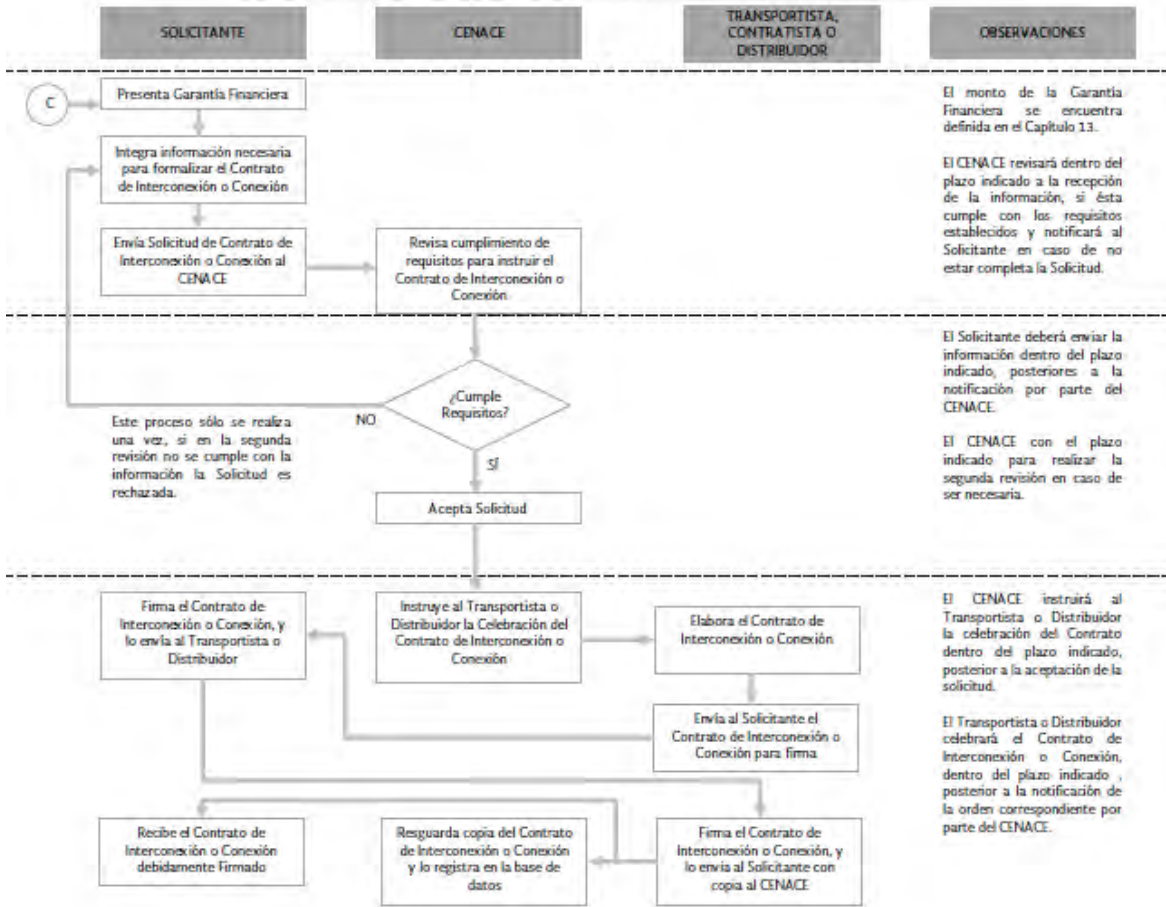 SOLICITANTE
CENACE
TRANSPORTISTA,
CONTRATISTA O
DISTRIBUIDOR
OBSERVACIONES
C
Presenta Garantía Financiera
Integra información necesaria
para formalizar el Contrato
de Interconexión o Conexión
Envía Solicitud de Contrato de
Interconexión o Conexión al
CENACE
Revisa cumplimiento de
requisitos para instruir el
Contrato de Interconexión o
Conexión
El monto de la Garantía
Financiera se encuentra
definida en el Capítulo 13.
El CENACE revisará dentro del
plazo indicado a la recepción
de la información, si ésta
cumple con los requisitos
establecidos y notificará al
Solicitante en caso de no
estar completa la Solicitud.
¿Cumple
Requisitos?
NO
SÍ
Este proceso sólo se realiza
una vez, si en la segunda
revisión no se cumple con la
información la Solicitud es
rechazada.
Acepta Solicitud
El Solicitante deberá enviar la
información dentro del plazo
indicado, posteriores a la
notificación por parte del
CENACE.
El CENACE con el plazo
indicado para realizar la
segunda revisión en caso de
ser necesaria.
Firma el Contrato de
Interconexión o Conexión, y
lo envía al Transportista o
Distribuidor
Instruye al Transportista o
Distribuidor la Celebración del
Contrato de Interconexión o
Conexión
Elabora el Contrato de
Interconexión o Conexión
Envía al Solicitante el
Contrato de Interconexión o
Conexión para firma
Recibe el Contrato de
Interconexión o Conexión
debidamente Firmado
Resguarda copia del Contrato
de Interconexión o Conexión
y lo registra en la base de
datos
Firma el Contrato de
Interconexión o Conexión, y
lo envía al Solicitante con
copia al CENACE
El CENACE instruirá al
Transportista o Distribuidor
la celebración del Contrato
dentro del plazo indicado,
posterior a la aceptación de la
solicitud.
El Transportista o Distribuidor
celebrará el Contrato de
Interconexión o Conexión,
dentro del plazo indicado ,
posterior a la notificación de
la orden correspondiente por
parte del CENACE.